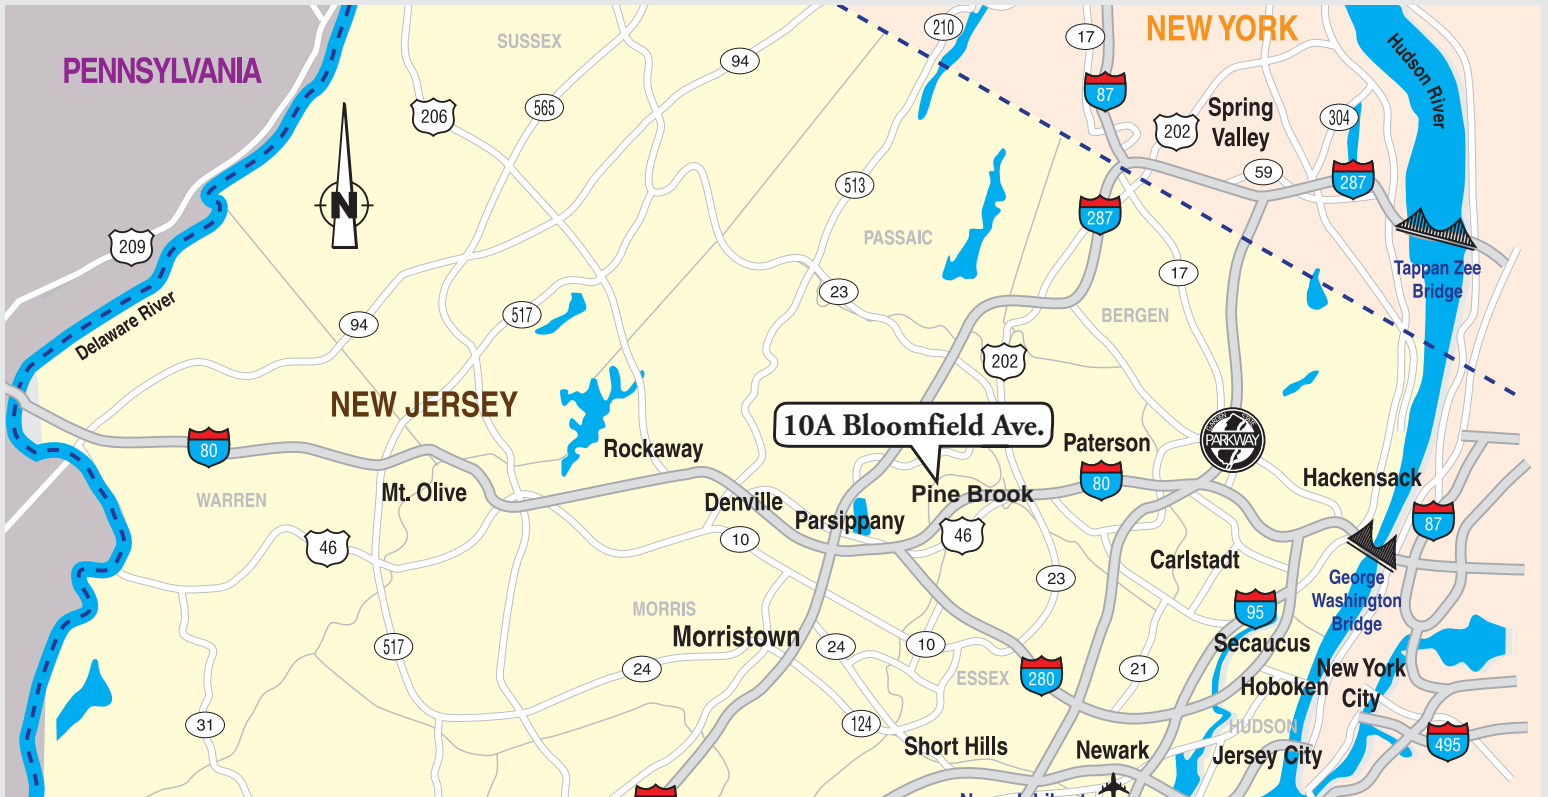 PENNSYLVANIA
SUSSEX
NEW YORK
Hudson River
210
17
94
87
206
565
202
Spring
Valley
304
N
59
287
513
287
209
PASSAIC
17
Tappan Zee
Bridge
23
Delaware River
94
517
BERGEN
202
NEW JERSEY
10A Bloomfield Ave.
PARKWAY
80
Rockaway
Paterson
Hackensack
WARREN
Mt. Olive
Denville
Pine Brook
80
Parsippany
87
46
10
46
Carlstadt
23
George
Washington
Bridge
95
MORRIS
Morristown
517
24
24
10
ESSEX
280
21
Secaucus
New York
City
Hoboken
31
124
HUDSON
Short Hills
Newark
Jersey City
495